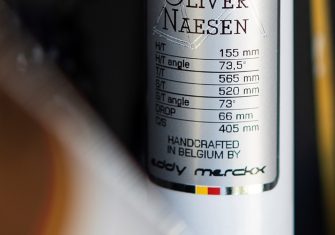 OLIVER
NAESEN
H/T 155 mm
H/T angle 73,5°
T/T 565 mm
S/T 520 mm
S/T angle 73°
DROP 66 mm
C/S 405 mm
HANDCRAFTED
IN BELGIUM BY
eddy merckx